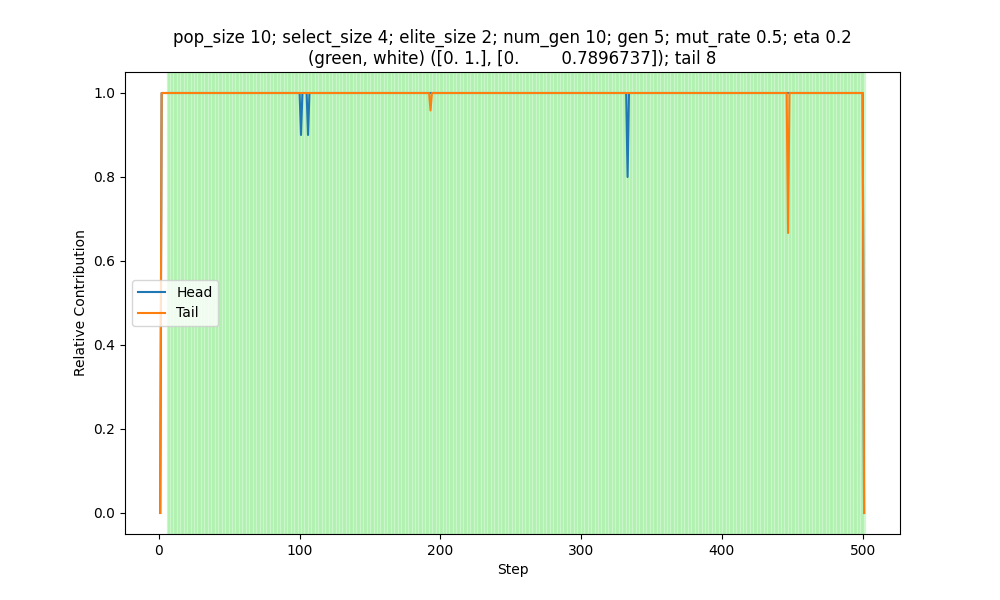 pop_size 10; select_size 4; elite_size 2; num_gen 10; gen 5; mut_rate 0.5; eta 0.2
(green, white) ([0. 1.], [0.        0.7896737]); tail 8
Relative Contribution
1.0
0.8
0.6
0.4
0.2
0.0
Head
Tail
0
100
200
300
400
500
Step